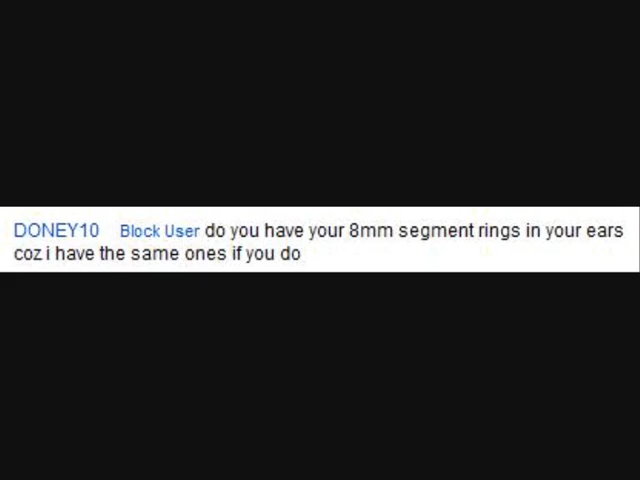 DONEY10 Block User do you have your 8mm segment rings in your ears
coz i have the same ones if you do